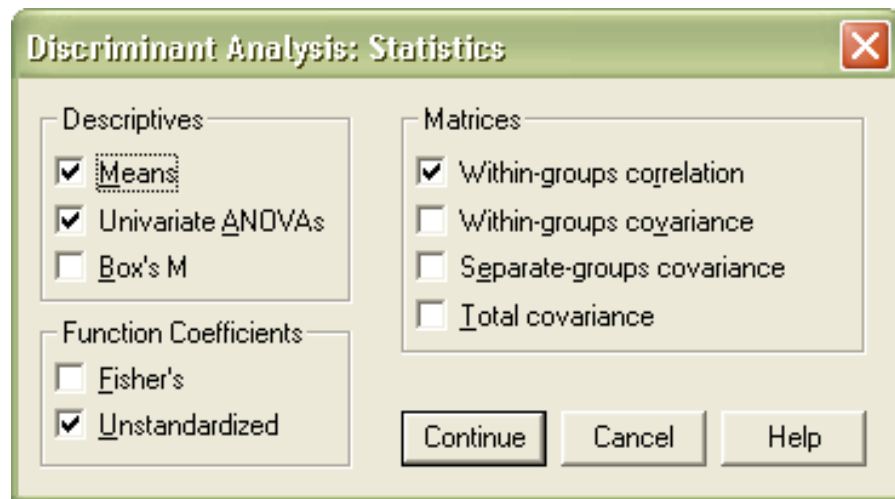 Discriminant Analysis: Statistics
Descriptives
Means
Univariate ANOVAs
Box's M
Function Coefficients
Fisher's
Unstandardized
Matrices
Within-groups correlation
Within-groups covariance
Separate-groups covariance
Total covariance
Continue
Cancel
Help